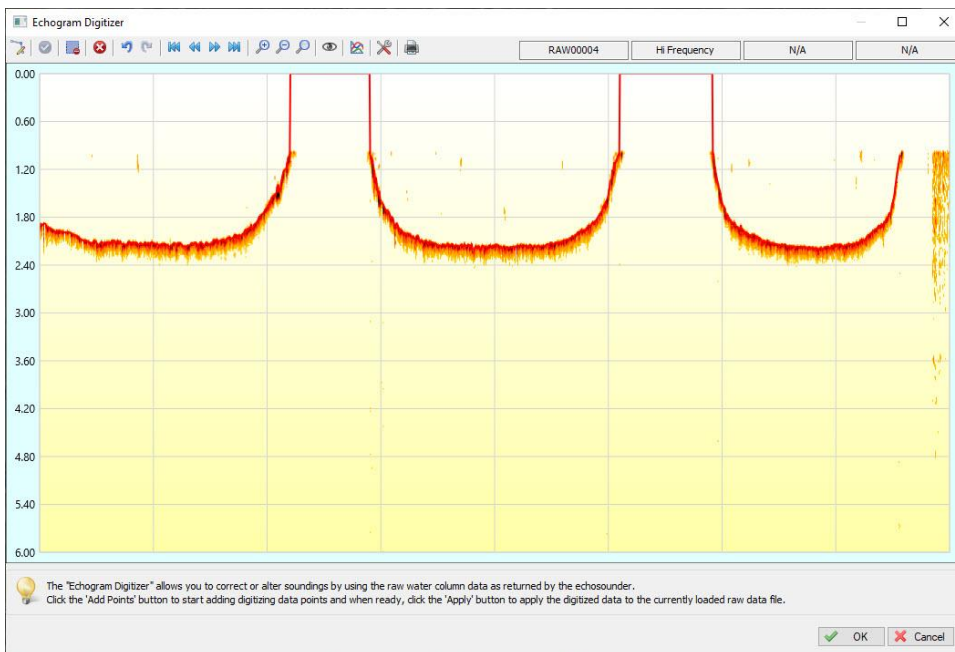 Echogram Digitizer
RAW00004
Hi Frequency
N/A
N/A
0.00
0.60
1.20
1.80
2.40
3.00
3.60
4.20
4.80
5.40
6.00
The "Echogram Digitizer" allows you to correct or alter soundings by using the raw water column data as returned by the echosounder.
Click the 'Add Points' button to start adding digitizing data points and when ready, click the 'Apply' button to apply the digitized data to the currently loaded raw data file.
OK
Cancel